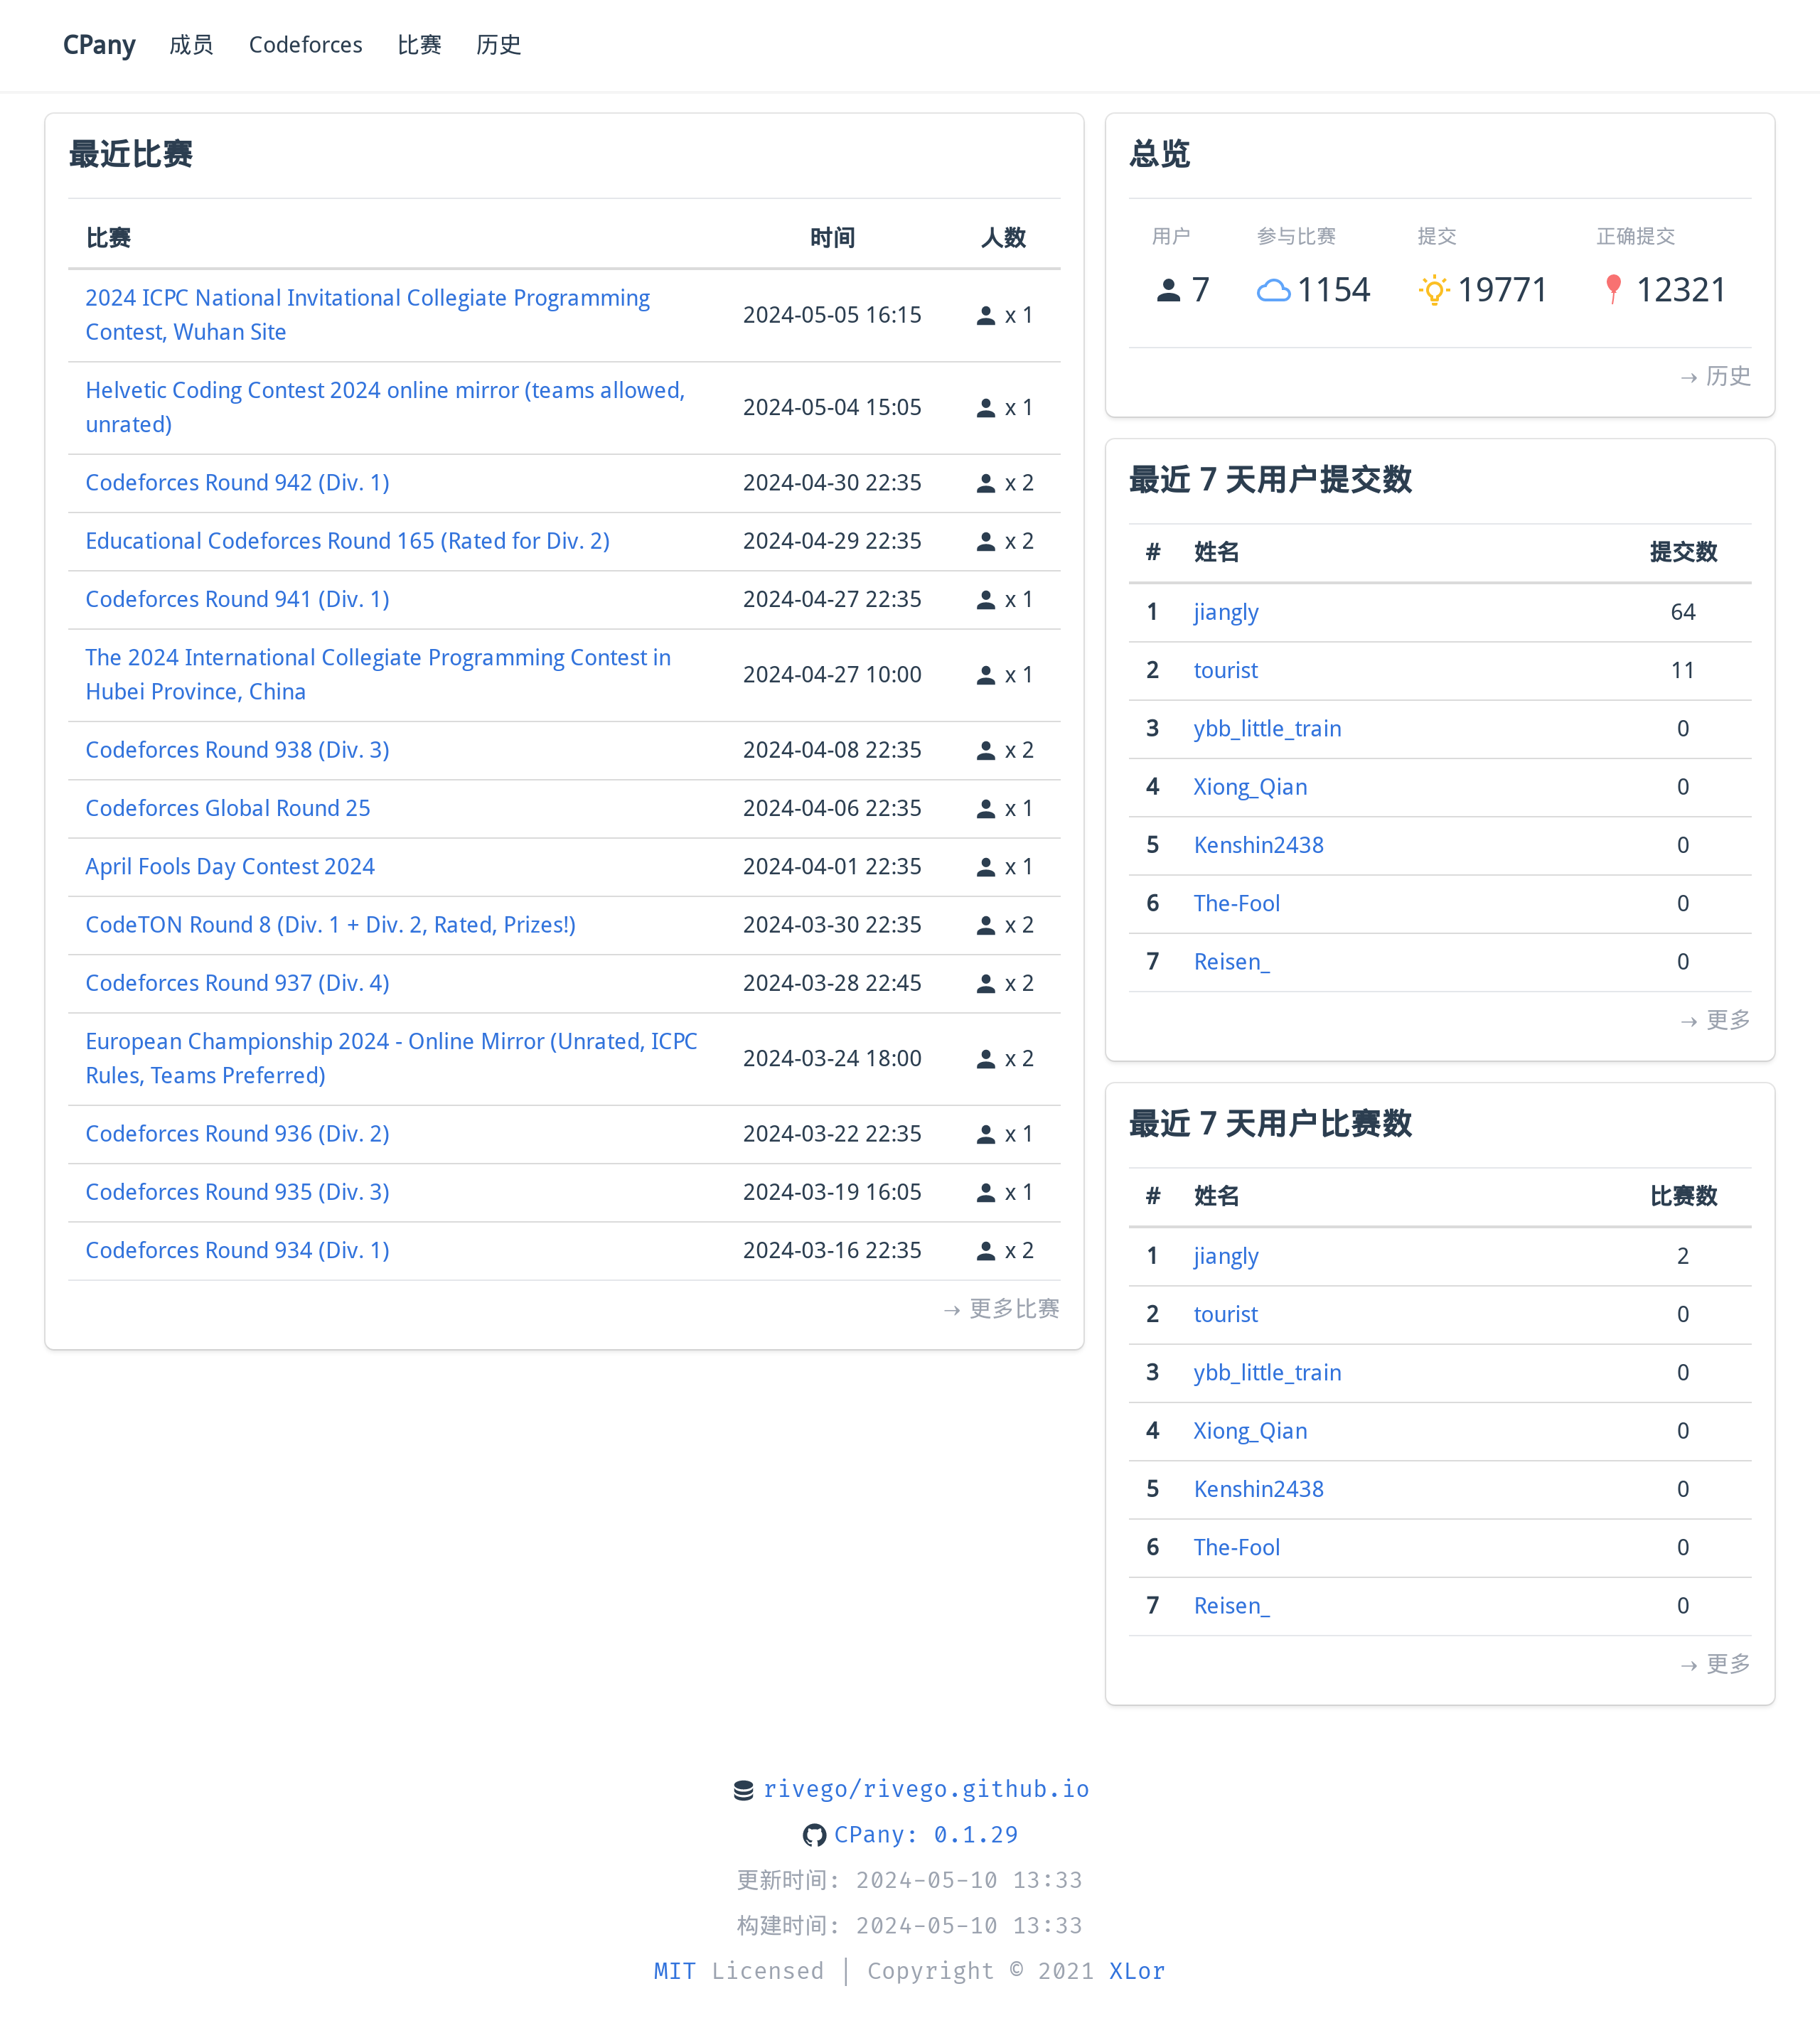 CPany 成员 Codeforces 比赛 历史
最近比赛
比赛 时间 人数
2024 ICPC National Invitational Collegiate Programming
Contest, Wuhan Site
2024-05-05 16:15 x 1
Helvetic Coding Contest 2024 online mirror (teams allowed,
unrated)
2024-05-04 15:05 x 1
Codeforces Round 942 (Div. 1) 2024-04-30 22:35 x 2
Educational Codeforces Round 165 (Rated for Div. 2) 2024-04-29 22:35 x 2
Codeforces Round 941 (Div. 1) 2024-04-27 22:35 x 1
The 2024 International Collegiate Programming Contest in
Hubei Province, China
2024-04-27 10:00 x 1
Codeforces Round 938 (Div. 3) 2024-04-08 22:35 x 2
Codeforces Global Round 25 2024-04-06 22:35 x 1
April Fools Day Contest 2024 2024-04-01 22:35 x 1
CodeTON Round 8 (Div. 1 + Div. 2, Rated, Prizes!) 2024-03-30 22:35 x 2
Codeforces Round 937 (Div. 4) 2024-03-28 22:45 x 2
European Championship 2024 - Online Mirror (Unrated, ICPC
Rules, Teams Preferred)
2024-03-24 18:00 x 2
Codeforces Round 936 (Div. 2) 2024-03-22 22:35 x 1
Codeforces Round 935 (Div. 3) 2024-03-19 16:05 x 1
Codeforces Round 934 (Div. 1) 2024-03-16 22:35 x 2
→ 更多比赛
总览
用户 参与比赛 提交 正确提交
7 1154 19771 12321
→ 历史
最近 7 天用户提交数
# 姓名 提交数
1 jiangly 64
2 tourist 11
3 ybb_little_train 0
4 Xiong_Qian 0
5 Kenshin2438 0
6 The-Fool 0
7 Reisen_ 0
→ 更多
最近 7 天用户比赛数
# 姓名 比赛数
1 jiangly 2
2 tourist 0
3 ybb_little_train 0
4 Xiong_Qian 0
5 Kenshin2438 0
6 The-Fool 0
7 Reisen_ 0
→ 更多
rivego/rivego.github.io
CPany: 0.1.29
更新时间: 2024-05-10 13:33
构建时间: 2024-05-10 13:33
MIT Licensed | Copyright © 2021 XLor